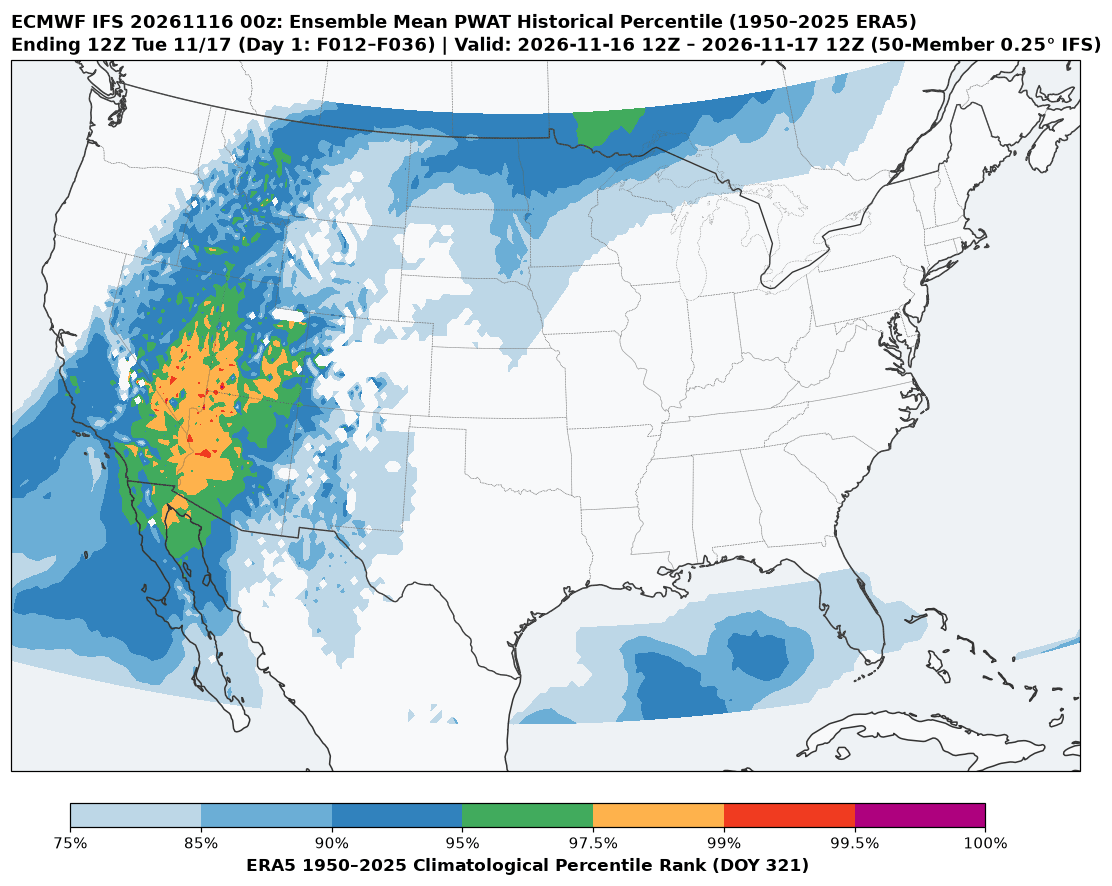 ECMWF IFS 20261116 00z: Ensemble Mean PWAT Historical Percentile (1950–2025 ERA5)
Ending 12Z Tue 11/17 (Day 1: F012–F036) | Valid: 2026-11-16 12Z – 2026-11-17 12Z (50-Member 0.25° IFS)
75% 85% 90% 95% 97.5% 99% 99.5% 100%
ERA5 1950–2025 Climatological Percentile Rank (DOY 321)